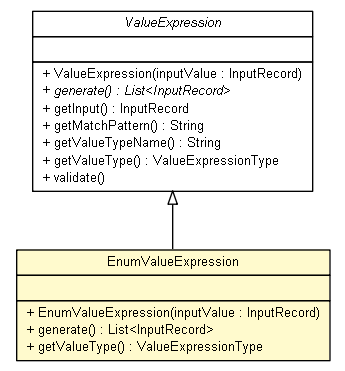 ValueExpression
+ ValueExpression(inputValue : InputRecord)
+ generate() : List<InputRecord>
+ getInput() : InputRecord
+ getMatchPattern() : String
+ getValueTypeName() : String
+ getValueType() : ValueExpressionType
+ validate()
EnumValueExpression
+ EnumValueExpression(inputValue : InputRecord)
+ generate() : List<InputRecord>
+ getValueType() : ValueExpressionType